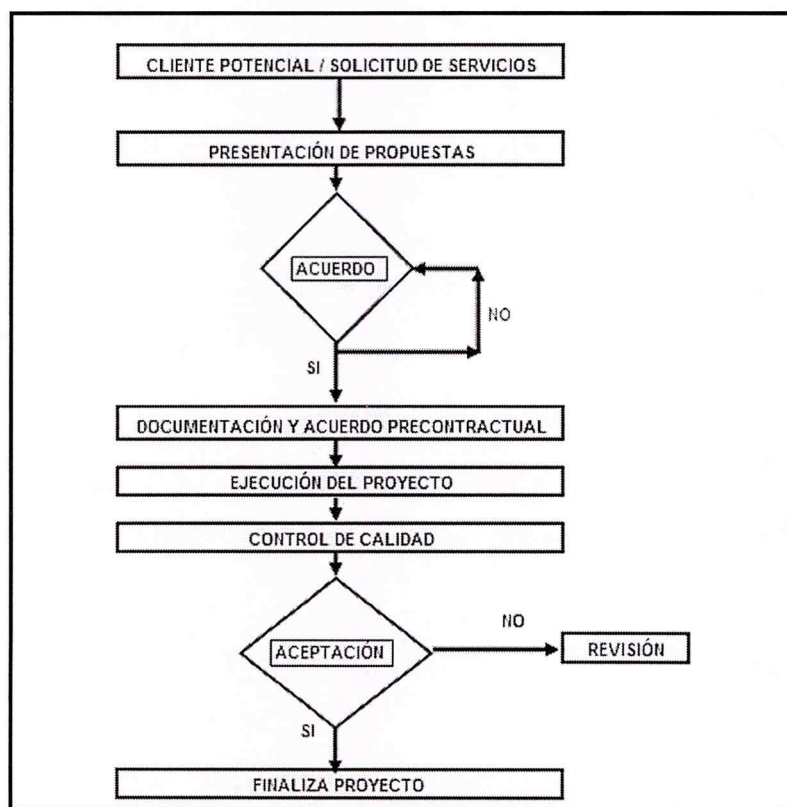 CLIENTE POTENCIAL / SOLICITUD DE SERVICIOS
PRESENTACIÓN DE PROPUESTAS
ACUERDO
NO
SI
DOCUMENTACIÓN Y ACUERDO PRECONTRACTUAL
EJECUCIÓN DEL PROYECTO
CONTROL DE CALIDAD
NO
ACEPTACIÓN
REVISIÓN
SI
FINALIZA PROYECTO